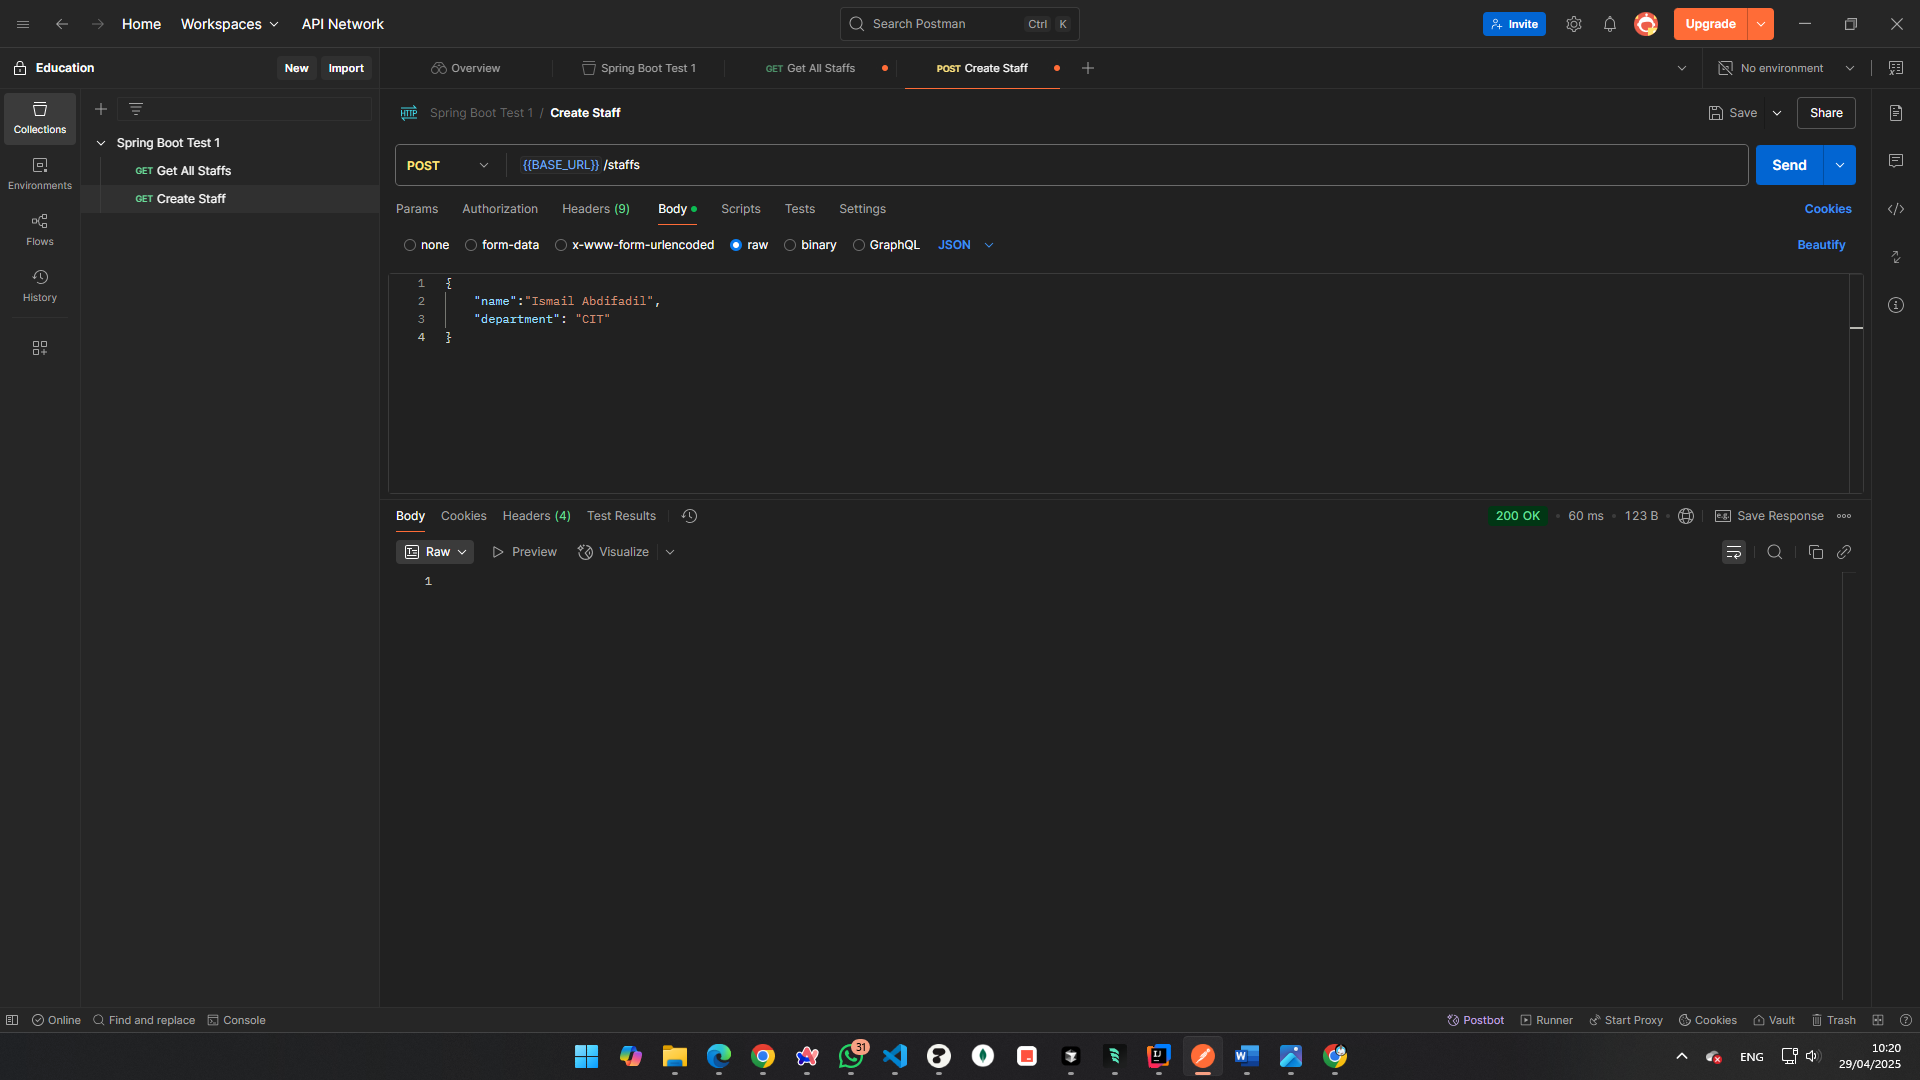 Home Workspaces API Network Search Postman Ctrl K Invite Upgrade
Education New Import Overview Spring Boot Test 1 GET Get All Staffs POST Create Staff No environment
Collections
Environments
Flows
History
Spring Boot Test 1
GET Get All Staffs
GET Create Staff
HTTP Spring Boot Test 1 / Create Staff Save Share
POST {{BASE_URL}} /staffs Send
Params Authorization Headers (9) Body Scripts Tests Settings Cookies
none form-data x-www-form-urlencoded raw binary GraphQL JSON Beautify
1 {
2 "name":"Ismail Abdifadil",
3 "department": "CIT"
4 }
Body Cookies Headers (4) Test Results 200 OK • 60 ms • 123 B • e.g. Save Response
Raw Preview Visualize
1
Online Find and replace Console Postbot Runner Start Proxy Cookies Vault Trash
31 ENG 10:20
29/04/2025